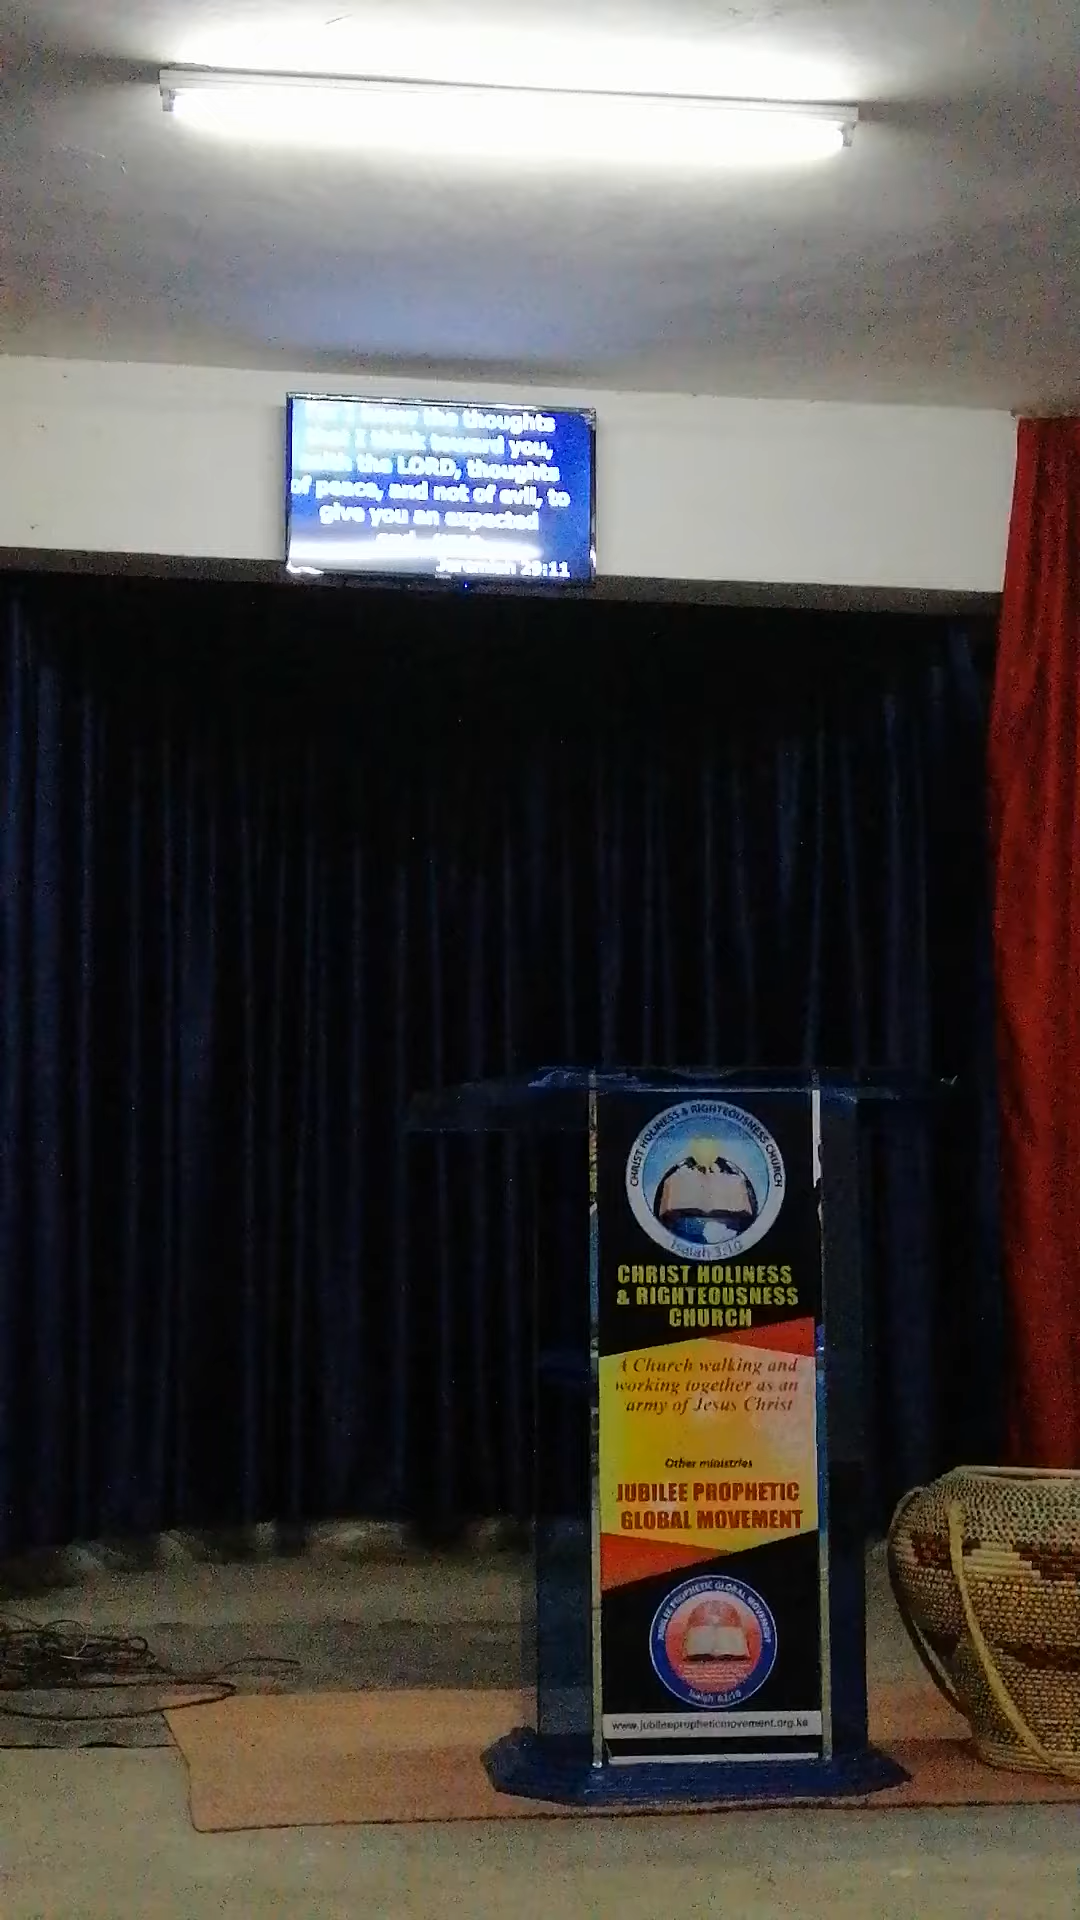 know the thoughts
that I think toward you,
saith the LORD, thoughts
of peace, and not of evil, to
give you an expected
end.
Jeremiah 29:11
CHRIST HOLINESS & RIGHTEOUSNESS CHURCH
Isaiah 3:10
CHRIST HOLINESS
& RIGHTEOUSNESS
CHURCH
A Church walking and
working together as an
army of Jesus Christ
Other ministries
JUBILEE PROPHETIC
GLOBAL MOVEMENT
JUBILEE PROPHETIC GLOBAL MOVEMENT
Isaiah
www.jubileepropheticmovement.org.ke